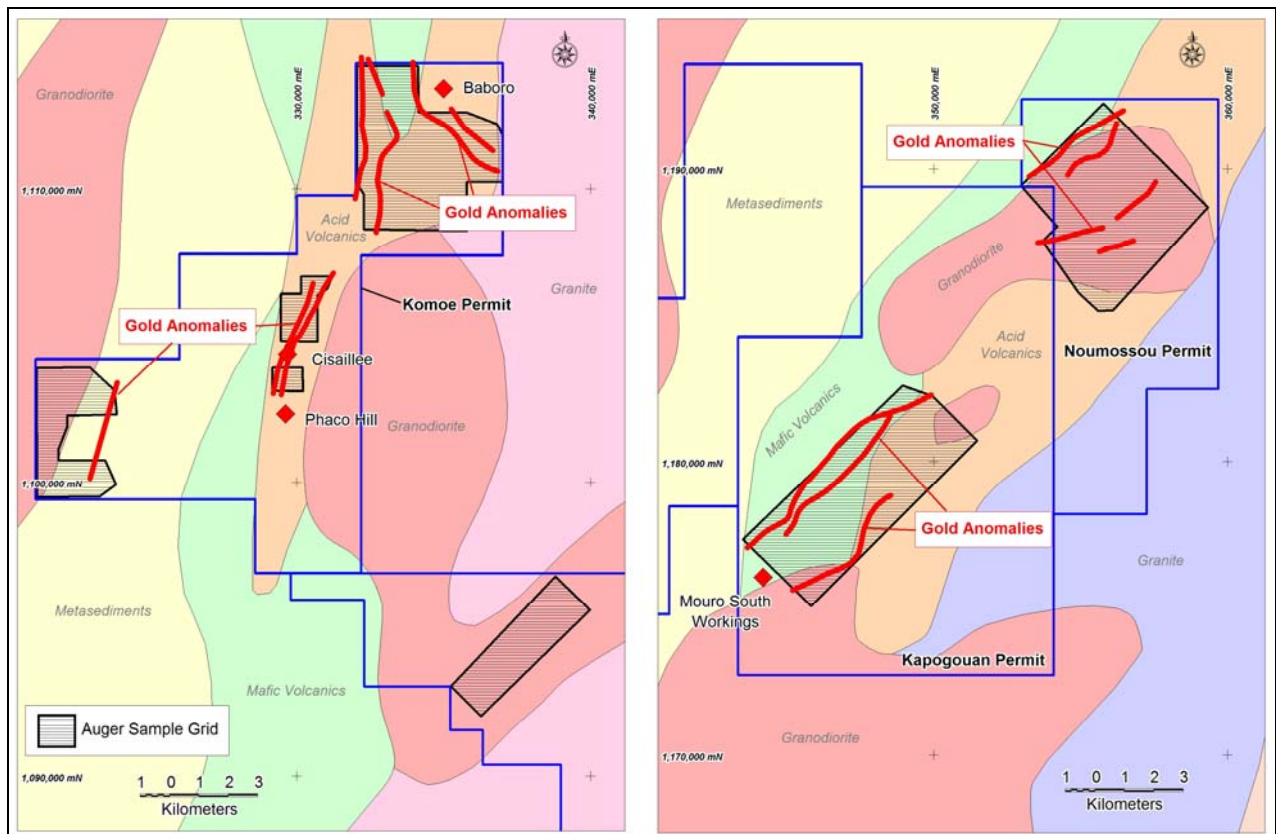 Granodiorite
330,000 mE
Baboro
340,000 mE
1,110,000 mN
Gold Anomalies
Acid
Volcanics
Granite
Komoe Permit
Gold Anomalies
Cisaillee
Phaco Hill
Granodiorite
1,100,000 mN
Metasediments
Mafic Volcanics
Auger Sample Grid
1,090,000 mN
1 0 1 2 3
Kilometers
350,000 mE
360,000 mE
Gold Anomalies
1,190,000 mN
Metasediments
Granodiorite
Acid
Volcanics
Noumossou Permit
Mafic Volcanics
1,180,000 mN
Gold Anomalies
Granite
Mouro South
Workings
Kapogouan Permit
Granodiorite
1,170,000 mN
1 0 1 2 3
Kilometers